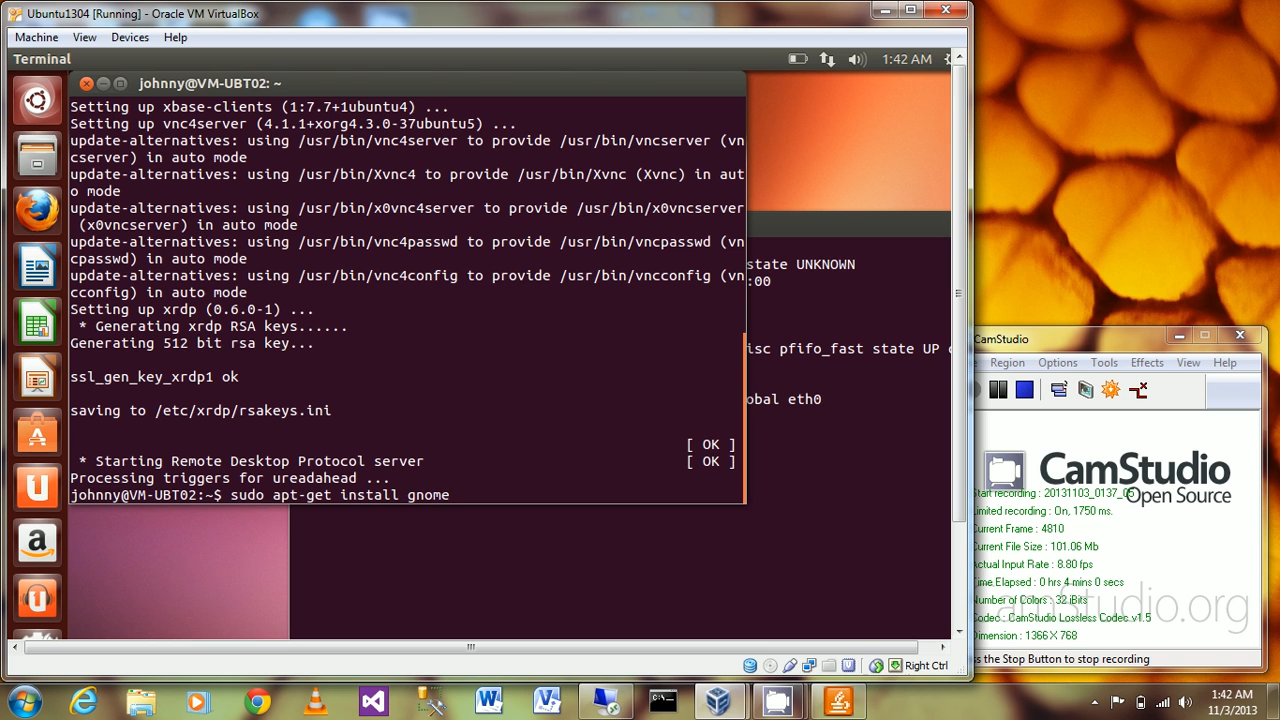 Ubuntu1304 [Running] - Oracle VM VirtualBox
Machine View Devices Help
Terminal
1:42 AM
johnny@VM-UBT02: ~
Setting up xbase-clients (1:7.7+1ubuntu4) ...
Setting up vnc4server (4.1.1+xorg4.3.0-37ubuntu5) ...
update-alternatives: using /usr/bin/vnc4server to provide /usr/bin/vncserver (vn
cserver) in auto mode
update-alternatives: using /usr/bin/Xvnc4 to provide /usr/bin/Xvnc (Xvnc) in aut
o mode
update-alternatives: using /usr/bin/x0vnc4server to provide /usr/bin/x0vncserver
(x0vncserver) in auto mode
update-alternatives: using /usr/bin/vnc4passwd to provide /usr/bin/vncpasswd (vn
cpasswd) in auto mode
update-alternatives: using /usr/bin/vnc4config to provide /usr/bin/vncconfig (vn
cconfig) in auto mode
Setting up xrdp (0.6.0-1) ...
* Generating xrdp RSA keys......
Generating 512 bit rsa key...
ssl_gen_key_xrdp1 ok
saving to /etc/xrdp/rsakeys.ini
[ OK ]
* Starting Remote Desktop Protocol server [ OK ]
Processing triggers for ureadahead ...
johnny@VM-UBT02:~$ sudo apt-get install gnome
state UNKNOWN
:00
isc pfifo_fast state UP
obal eth0
Right Ctrl
CamStudio
Region Options Tools Effects View Help
CamStudio
Open Source
Start recording : 20131103_0137_05
Limited recording : On, 1750 ms.
Current Frame : 4810
Current File Size : 101.06 Mb
Actual Input Rate : 8.80 fps
Time Elapsed : 0 hrs 4 mins 0 secs
Number of Colors : 32 Bits
amStudio.org
Codec : CamStudio Lossless Codec v1.5
Dimension : 1366 X 768
s the Stop Button to stop recording
1:42 AM
11/3/2013